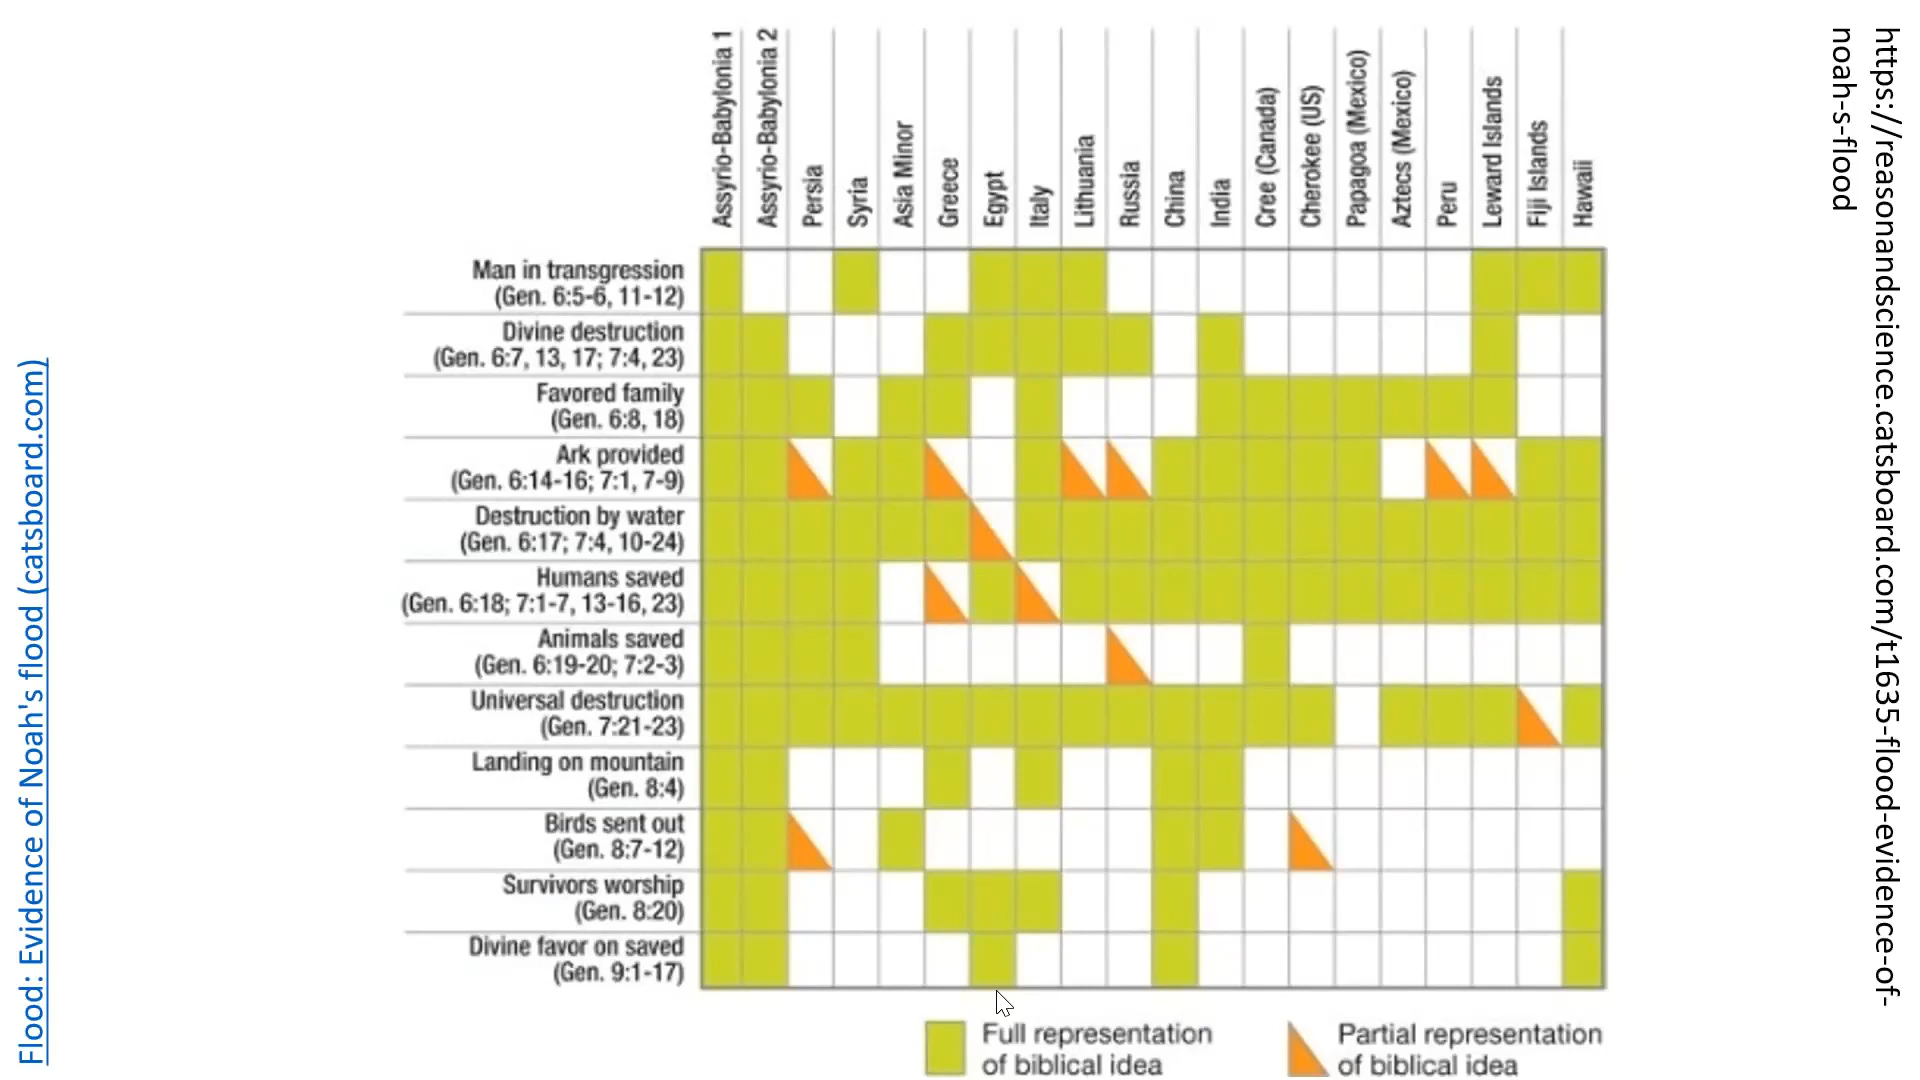 Flood: Evidence of Noah's flood (catsboard.com)
https://reasonandscience.catsboard.com/t1635-flood-evidence-of-
noah-s-flood
Assyrio-Babylonia 1
Assyrio-Babylonia 2
Persia
Syria
Asia Minor
Greece
Egypt
Italy
Lithuania
Russia
China
India
Cree (Canada)
Cherokee (US)
Papagoa (Mexico)
Aztecs (Mexico)
Peru
Leward Islands
Fiji Islands
Hawaii
Man in transgression
(Gen. 6:5-6, 11-12)
Divine destruction
(Gen. 6:7, 13, 17; 7:4, 23)
Favored family
(Gen. 6:8, 18)
Ark provided
(Gen. 6:14-16; 7:1, 7-9)
Destruction by water
(Gen. 6:17; 7:4, 10-24)
Humans saved
(Gen. 6:18; 7:1-7, 13-16, 23)
Animals saved
(Gen. 6:19-20; 7:2-3)
Universal destruction
(Gen. 7:21-23)
Landing on mountain
(Gen. 8:4)
Birds sent out
(Gen. 8:7-12)
Survivors worship
(Gen. 8:20)
Divine favor on saved
(Gen. 9:1-17)
Full representation
of biblical idea
Partial representation
of biblical idea